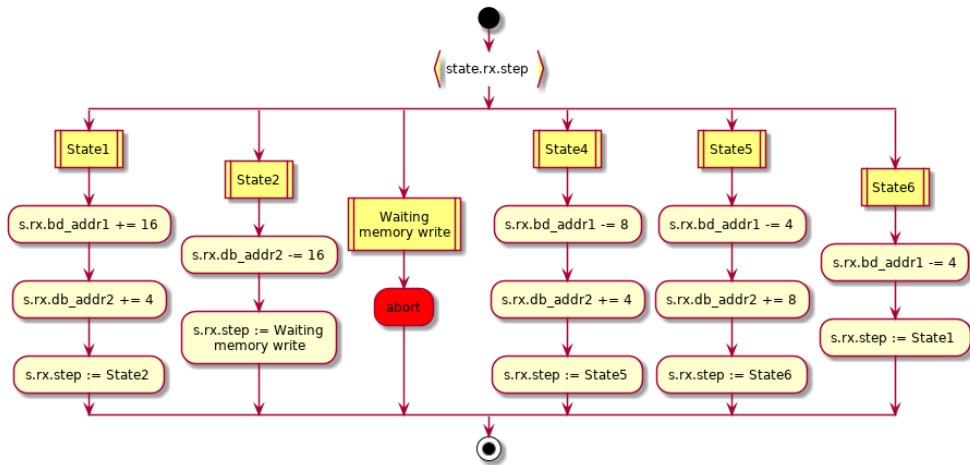 state.rx.step
State1
s.rx.bd_addr1 += 16
s.rx.db_addr2 += 4
s.rx.step := State2
State2
s.rx.db_addr2 -= 16
s.rx.step := Waiting
memory write
Waiting
memory write
abort
State4
s.rx.bd_addr1 -= 8
s.rx.db_addr2 += 4
s.rx.step := State5
State5
s.rx.bd_addr1 -= 4
s.rx.db_addr2 += 8
s.rx.step := State6
State6
s.rx.bd_addr1 -= 4
s.rx.step := State1